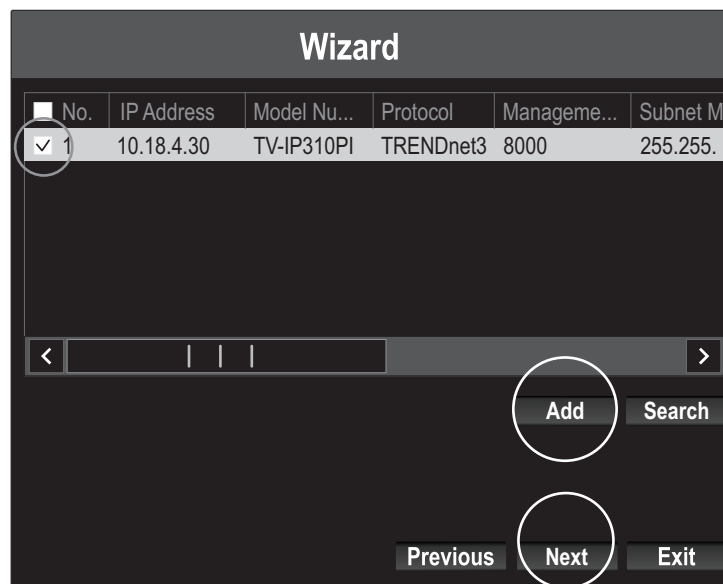 Wizard
No. IP Address Model Nu... Protocol Manageme... Subnet M
1 10.18.4.30 TV-IP310PI TRENDnet3 8000 255.255.
Add Search
Previous Next Exit